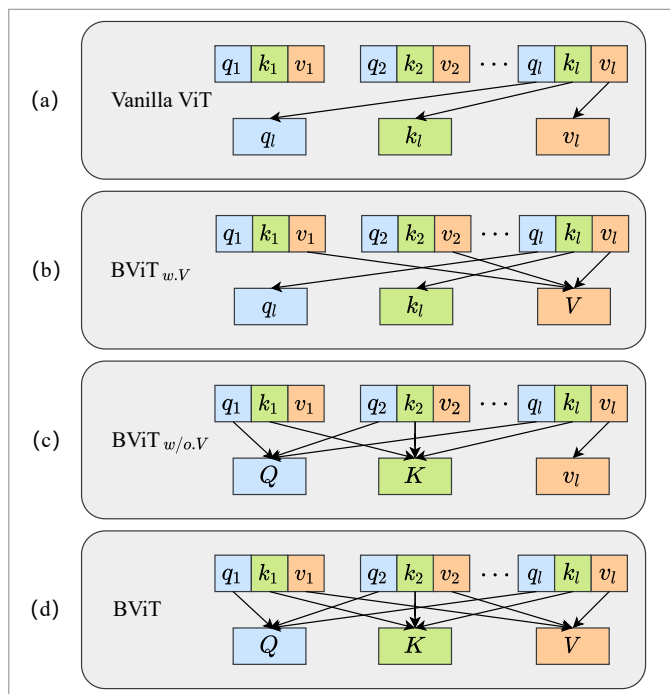 q₁ k₁ v₁ q₂ k₂ v₂ ··· qₗ kₗ vₗ
(a) Vanilla ViT
qₗ kₗ vₗ
q₁ k₁ v₁ q₂ k₂ v₂ ··· qₗ kₗ vₗ
(b) BViT w.V
qₗ kₗ V
q₁ k₁ v₁ q₂ k₂ v₂ ··· qₗ kₗ vₗ
(c) BViT w/o.V
Q K vₗ
q₁ k₁ v₁ q₂ k₂ v₂ ··· qₗ kₗ vₗ
(d) BViT
Q K V